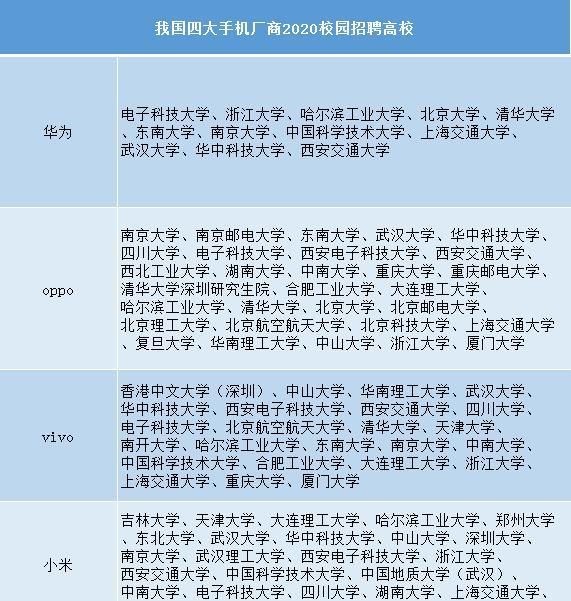 我国四大手机厂商2020校园招聘高校
华为
电子科技大学、浙江大学、哈尔滨工业大学、北京大学、清华大学
、东南大学、南京大学、中国科学技术大学、上海交通大学、
武汉大学、华中科技大学、西安交通大学
oppo
南京大学、南京邮电大学、东南大学、武汉大学、华中科技大学、
四川大学、电子科技大学、西安电子科技大学、西安交通大学、
西北工业大学、湖南大学、中南大学、重庆大学、重庆邮电大学、
清华大学深圳研究生院、合肥工业大学、大连理工大学、
哈尔滨工业大学、清华大学、北京大学、北京邮电大学、
北京理工大学、北京航空航天大学、北京科技大学、上海交通大学
、复旦大学、华南理工大学、中山大学、浙江大学、厦门大学
vivo
香港中文大学（深圳）、中山大学、华南理工大学、武汉大学、
华中科技大学、西安电子科技大学、西安交通大学、四川大学、
电子科技大学、北京航空航天大学、清华大学、天津大学、
南开大学、哈尔滨工业大学、东南大学、南京大学、中南大学、
中国科学技术大学、合肥工业大学、大连理工大学、浙江大学、
上海交通大学、重庆大学、厦门大学
小米
吉林大学、天津大学、大连理工大学、哈尔滨工业大学、郑州大学
、东北大学、武汉大学、华中科技大学、中山大学、深圳大学、
南京大学、武汉理工大学、西安电子科技大学、浙江大学、
西安交通大学、中国科学技术大学、中国地质大学（武汉）、
中南大学、电子科技大学、四川大学、湖南大学、上海交通大学、